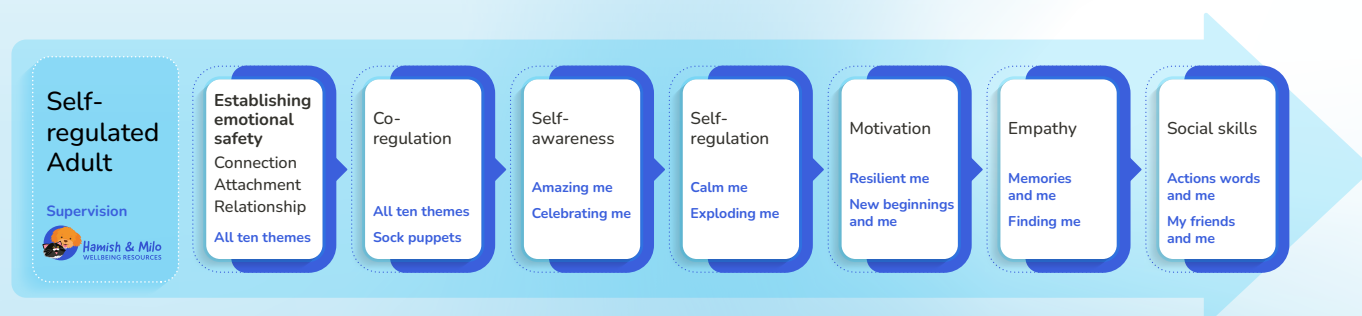 Self-
regulated
Adult
Supervision
Hamish & Milo
WELLBEING RESOURCES
Establishing
emotional
safety
Connection
Attachment
Relationship
All ten themes
Co-
regulation
All ten themes
Sock puppets
Self-
awareness
Amazing me
Celebrating me
Self-
regulation
Calm me
Exploding me
Motivation
Resilient me
New beginnings
and me
Empathy
Memories
and me
Finding me
Social skills
Actions words
and me
My friends
and me